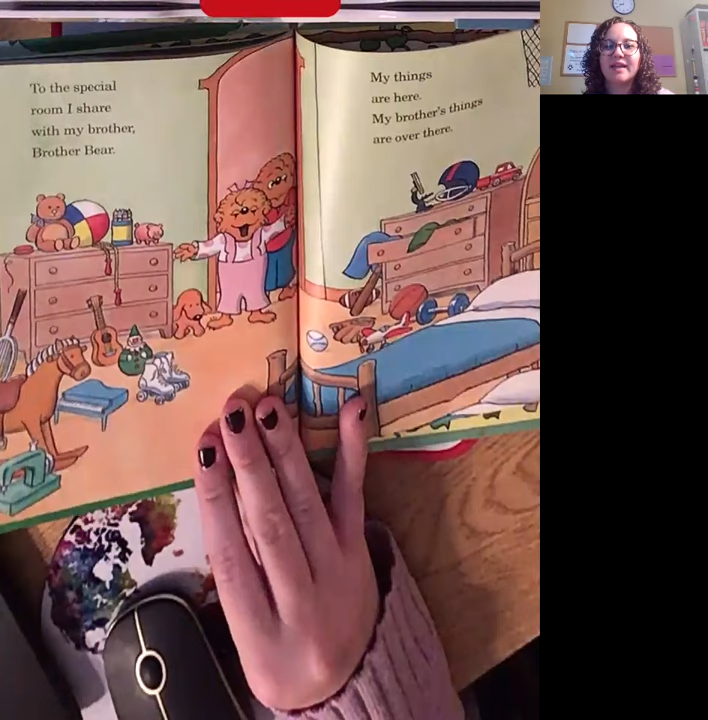 To the special
room I share
with my brother,
Brother Bear.
My things
are here.
My brother's things
are over there.